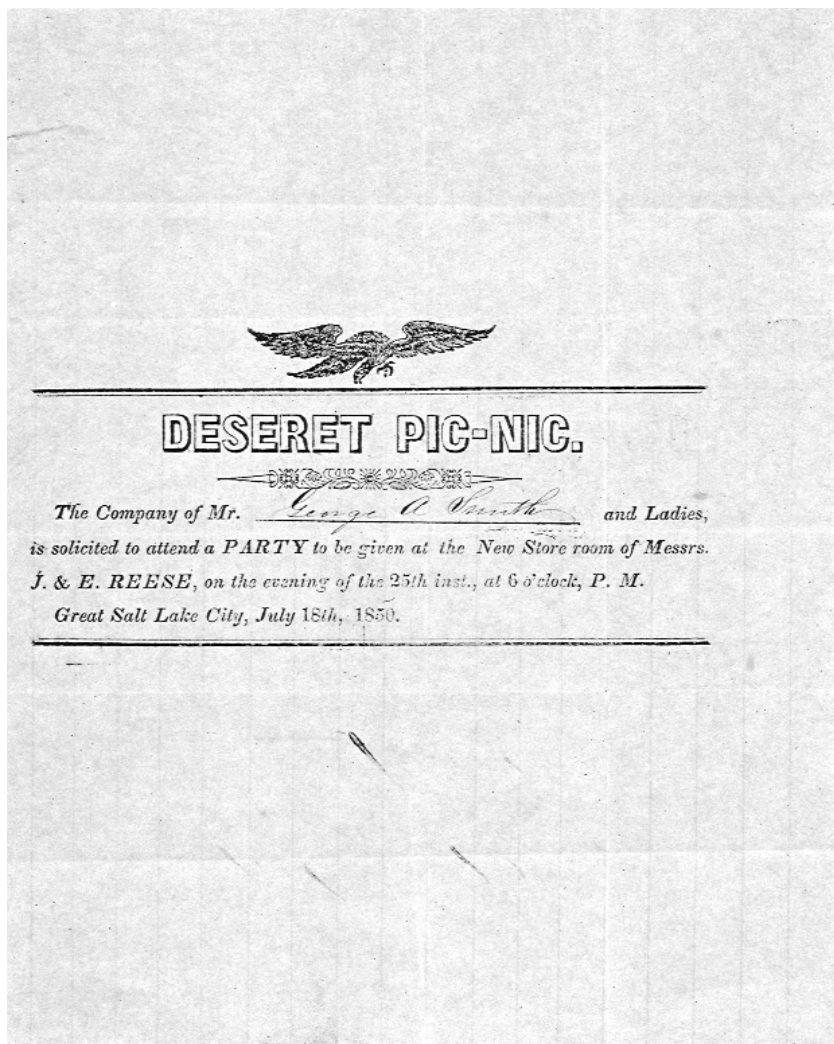 DESERET PIC-NIC.
The Company of Mr. George A Smith and Ladies,
is solicited to attend a PARTY to be given at the New Store room of Messrs.
J. & E. REESE, on the evening of the 25th inst., at 6 o'clock, P. M.
Great Salt Lake City, July 18th, 1850.